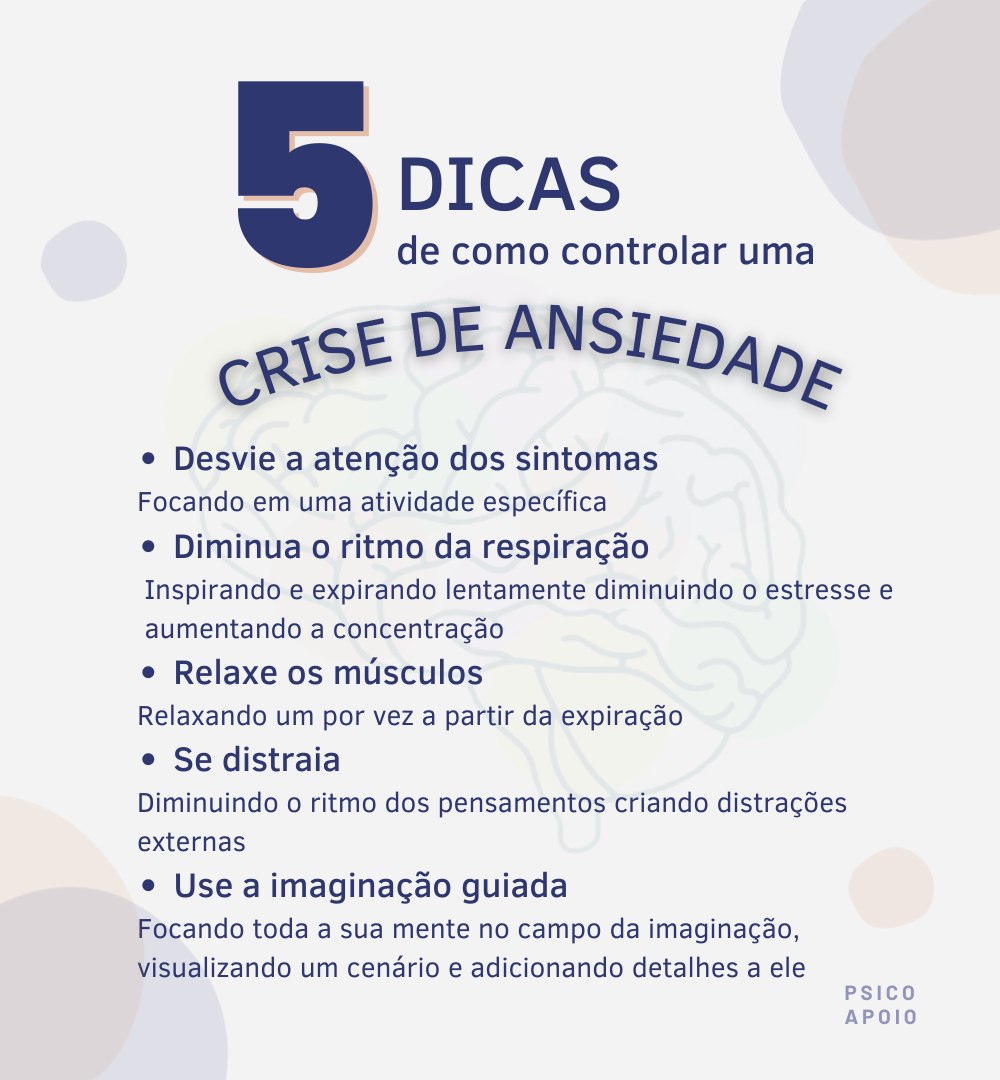 5 DICAS
de como controlar uma
CRISE DE ANSIEDADE
• Desvie a atenção dos sintomas
Focando em uma atividade específica
• Diminua o ritmo da respiração
Inspirando e expirando lentamente diminuindo o estresse e
aumentando a concentração
• Relaxe os músculos
Relaxando um por vez a partir da expiração
• Se distraia
Diminuindo o ritmo dos pensamentos criando distrações
externas
• Use a imaginação guiada
Focando toda a sua mente no campo da imaginação,
visualizando um cenário e adicionando detalhes a ele
PSICO
APOIO